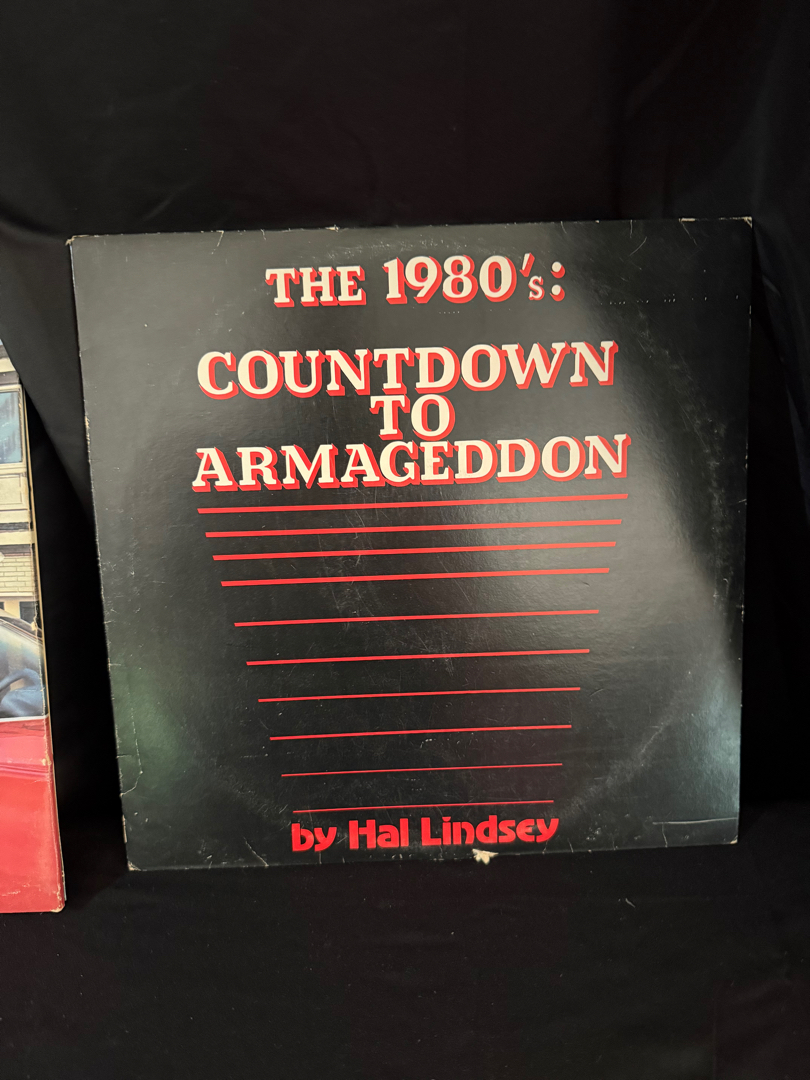 THE 1980's:
COUNTDOWN
TO
ARMAGEDDON
by Hal Lindsey